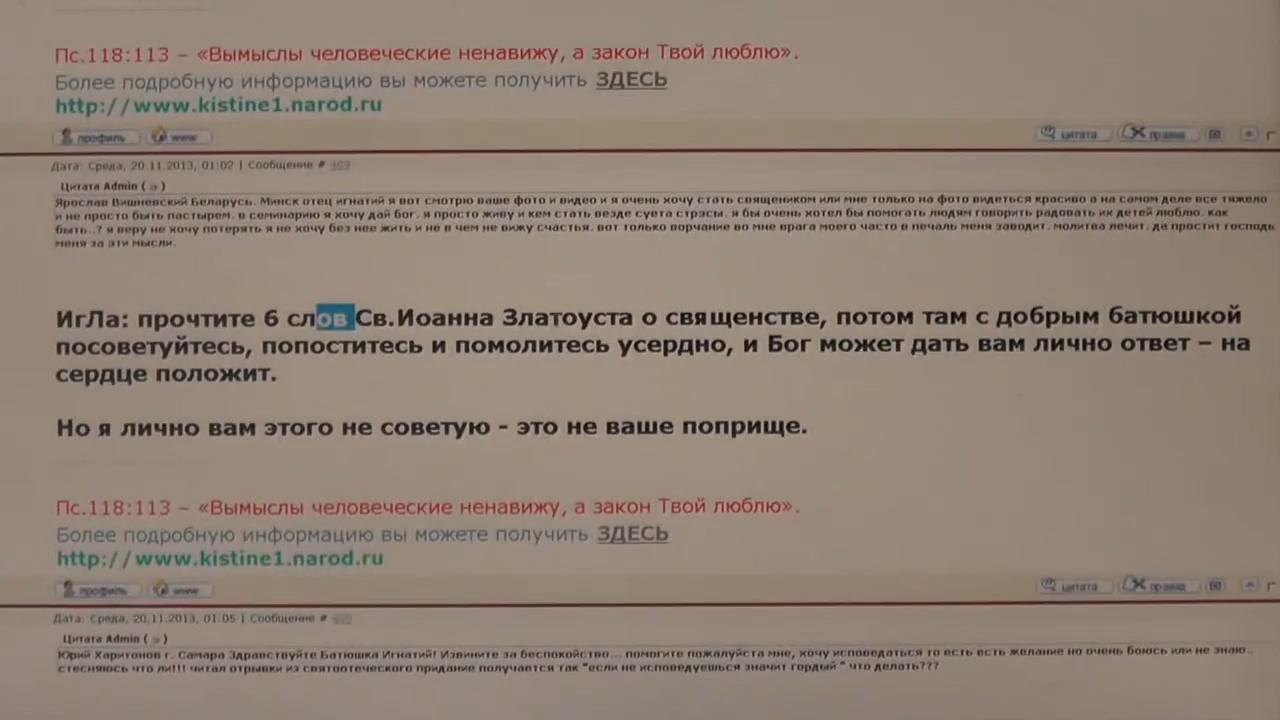 Пс.118:113 – «Вымыслы человеческие ненавижу, а закон Твой люблю».
Более подробную информацию вы можете получить ЗДЕСЬ
http://www.kistine1.narod.ru
профиль www цитата правка
Дата: Среда, 20.11.2013, 01:02 | Сообщение #
Цитата Admin ( )
Ярослав Вишневский Беларусь. Минск отец игнатий я вот смотрю ваше фото и видео и я очень хочу стать священиком или мне только на фото видеться красиво а на самом деле все тяжело
и не просто быть пастырем. в семинарию я хочу дай бог. я просто живу и кем стать везде суета стрэсы. я бы очень хотел бы помогать людям говорить радовать их детей люблю. как
быть..? я веру не хочу потерять я не хочу без нее жить и не в чем не вижу счастья. вот только ворчание во мне врага моего часто в печаль меня заводит. молитва лечит. да простит господь
меня за эти мысли.
ИгЛа: прочтите 6 слов Св.Иоанна Златоуста о священстве, потом там с добрым батюшкой
посоветуйтесь, попоститесь и помолитесь усердно, и Бог может дать вам лично ответ – на
сердце положит.
Но я лично вам этого не советую - это не ваше поприще.
Пс.118:113 – «Вымыслы человеческие ненавижу, а закон Твой люблю».
Более подробную информацию вы можете получить ЗДЕСЬ
http://www.kistine1.narod.ru
профиль www цитата правка
Дата: Среда, 20.11.2013, 01:05 | Сообщение #
Цитата Admin ( )
Юрий Харитонов г. Самара Здравствуйте Батюшка Игнатий! Извините за беспокойство... помогите пожалуйста мне, хочу исповедаться то есть есть желание но очень боюсь или не знаю..
стесняюсь что ли!!! читал отрывки из святоотеческого придание получается так "если не исповедуешься значит гордый " что делать???